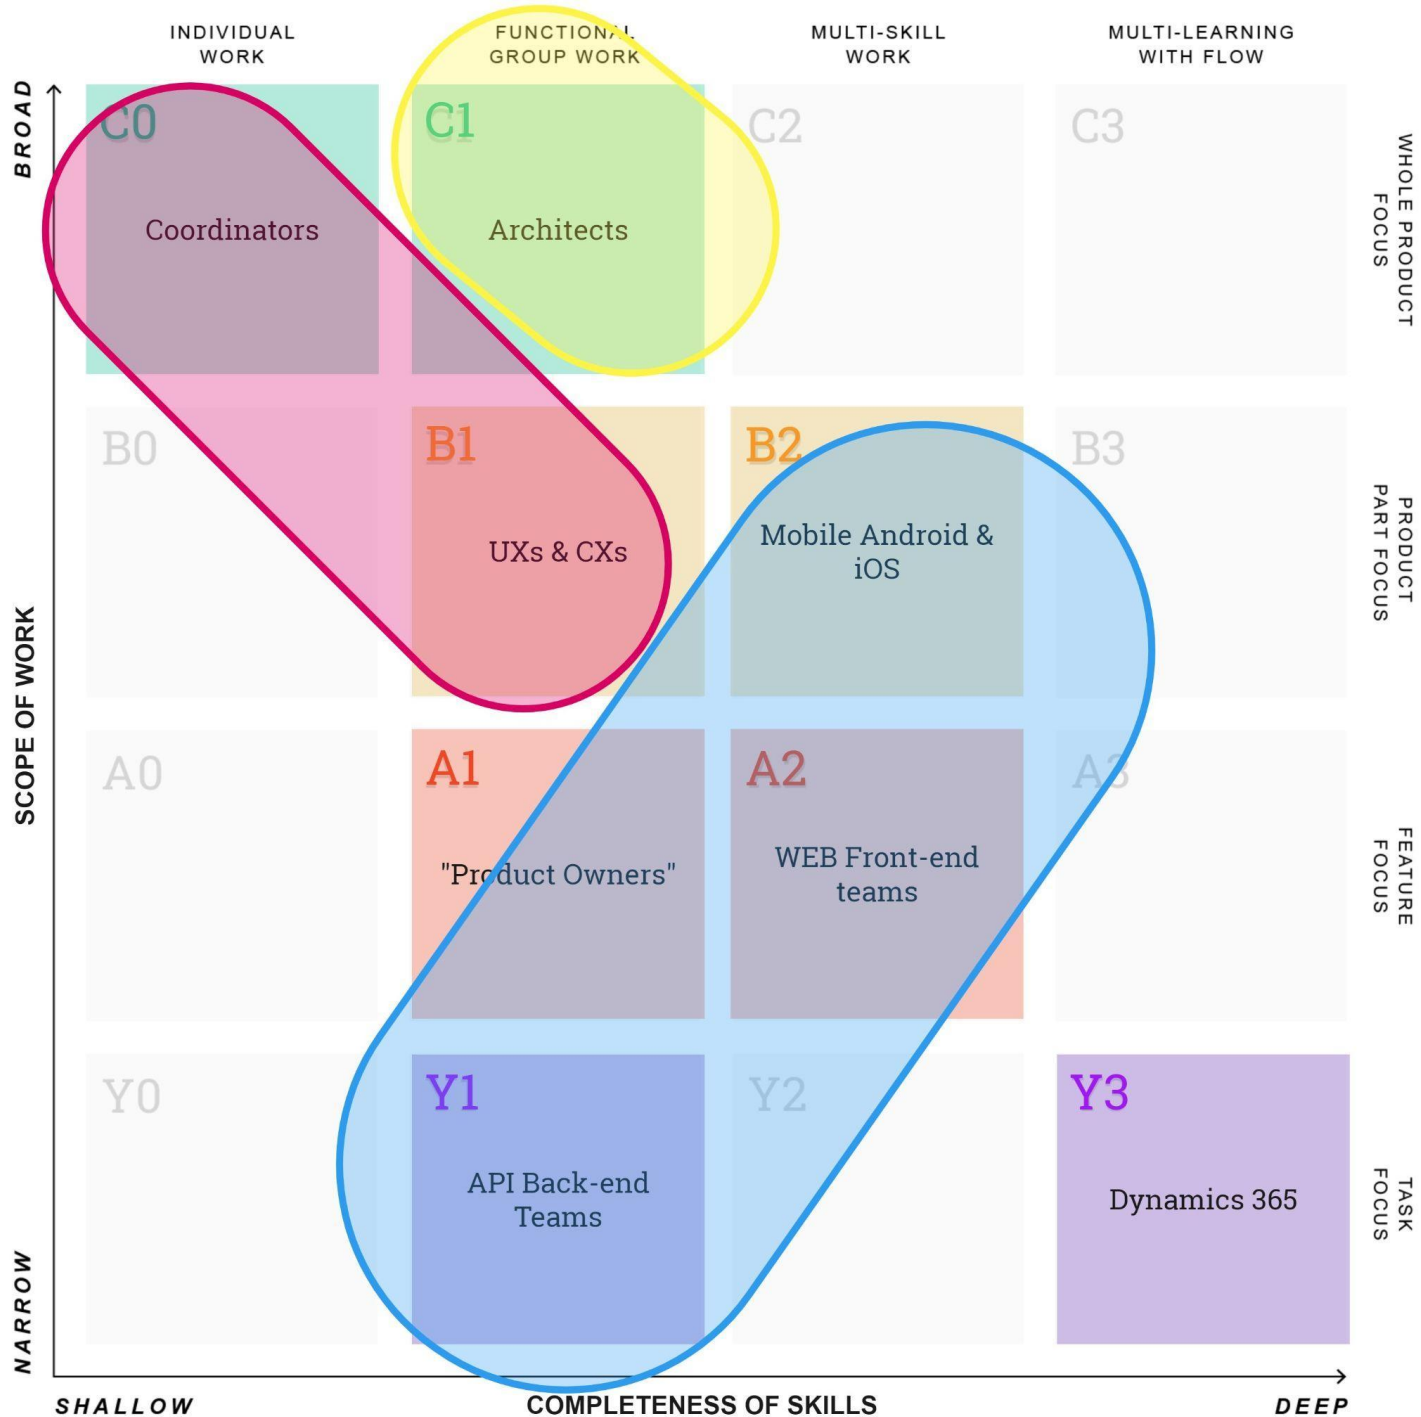 INDIVIDUAL
WORK
FUNCTIONAL
GROUP WORK
MULTI-SKILL
WORK
MULTI-LEARNING
WITH FLOW
BROAD
C0
Coordinators
C1
Architects
C2
C3
WHOLE PRODUCT
FOCUS
B0
B1
UXs & CXs
B2
Mobile Android &
iOS
B3
PRODUCT
PART FOCUS
SCOPE OF WORK
A0
A1
"Product Owners"
A2
WEB Front-end
teams
A3
FEATURE
FOCUS
Y0
Y1
API Back-end
Teams
Y2
Y3
Dynamics 365
TASK
FOCUS
NARROW
SHALLOW
COMPLETENESS OF SKILLS
DEEP